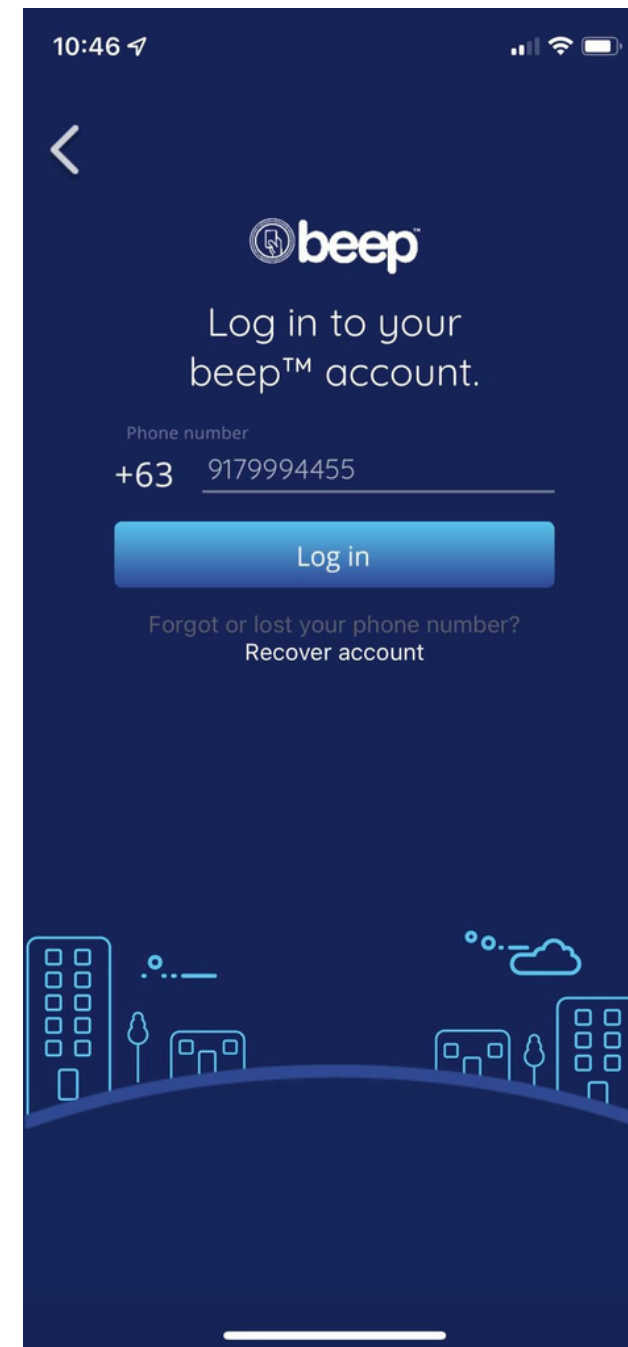 10:46
beep™
Log in to your
beep™ account.
Phone number
+63 9179994455
Log in
Forgot or lost your phone number?
Recover account